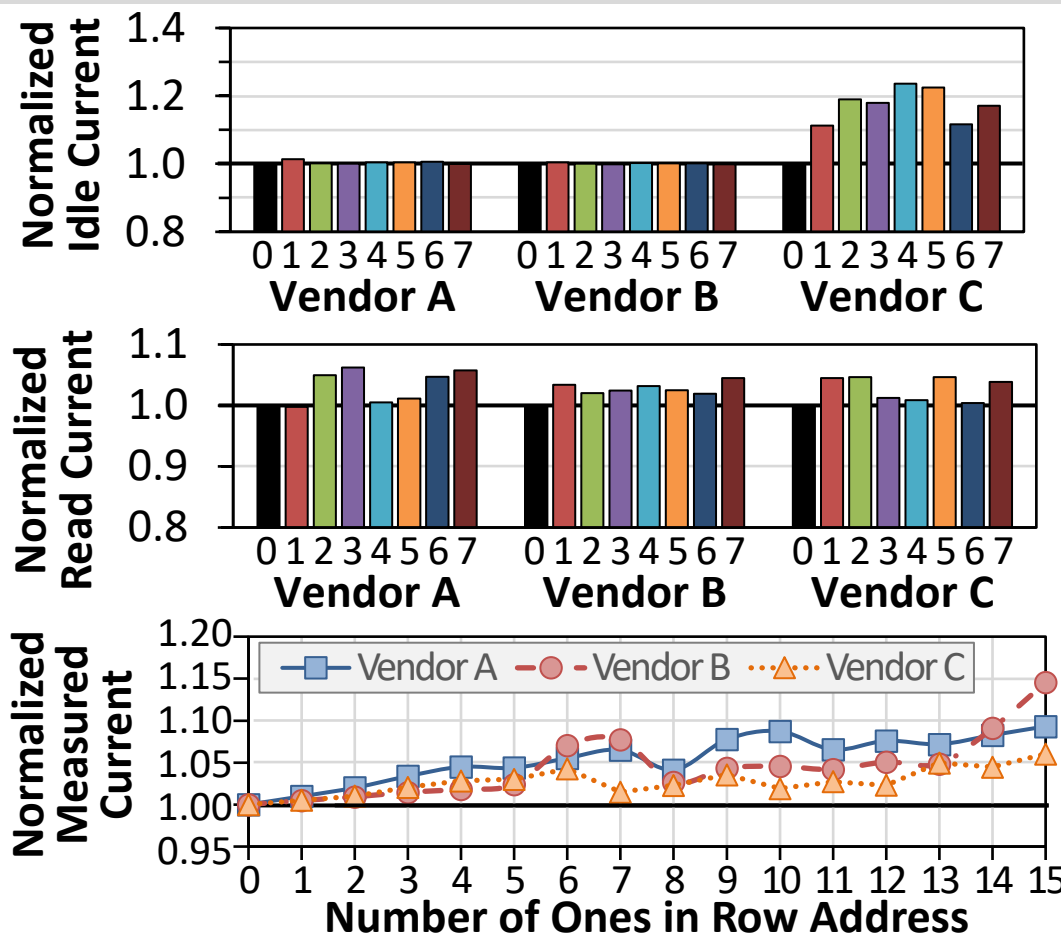 Normalized
Idle Current
1.4
1.2
1.0
0.8
0 1 2 3 4 5 6 7 0 1 2 3 4 5 6 7 0 1 2 3 4 5 6 7
Vendor A Vendor B Vendor C
Normalized
Read Current
1.1
1.0
0.9
0.8
0 1 2 3 4 5 6 7 0 1 2 3 4 5 6 7 0 1 2 3 4 5 6 7
Vendor A Vendor B Vendor C
Normalized
Measured
Current
1.20
1.15
1.10
1.05
1.00
0.95
Vendor A Vendor B Vendor C
0 1 2 3 4 5 6 7 8 9 10 11 12 13 14 15
Number of Ones in Row Address